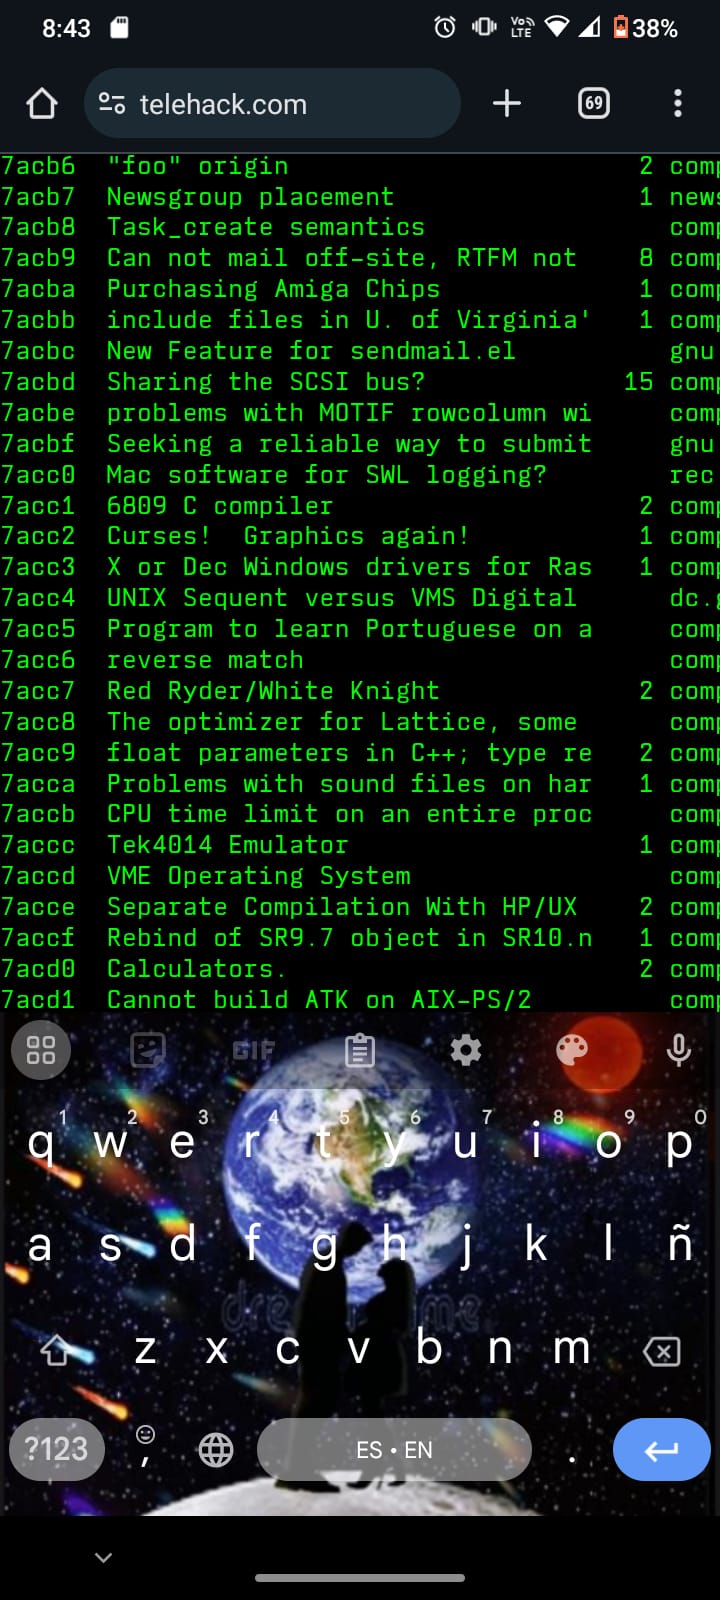 8:43 Vo LTE 38%
telehack.com 69
7acb6 "foo" origin 2 comp
7acb7 Newsgroup placement 1 news
7acb8 Task_create semantics comp
7acb9 Can not mail off-site, RTFM not 8 comp
7acba Purchasing Amiga Chips 1 comp
7acbb include files in U. of Virginia' 1 comp
7acbc New Feature for sendmail.el gnu
7acbd Sharing the SCSI bus? 15 comp
7acbe problems with MOTIF rowcolumn wi comp
7acbf Seeking a reliable way to submit gnu
7acc0 Mac software for SWL logging? rec
7acc1 6809 C compiler 2 comp
7acc2 Curses!  Graphics again! 1 comp
7acc3 X or Dec Windows drivers for Ras 1 comp
7acc4 UNIX Sequent versus VMS Digital dc.g
7acc5 Program to learn Portuguese on a comp
7acc6 reverse match comp
7acc7 Red Ryder/White Knight 2 comp
7acc8 The optimizer for Lattice, some comp
7acc9 float parameters in C++; type re 2 comp
7acca Problems with sound files on har 1 comp
7accb CPU time limit on an entire proc comp
7accc Tek4014 Emulator 1 comp
7accd VME Operating System comp
7acce Separate Compilation With HP/UX 2 comp
7accf Rebind of SR9.7 object in SR10.n 1 comp
7acd0 Calculators. 2 comp
7acd1 Cannot build ATK on AIX-PS/2 comp
GIF
1 2 3 4 5 6 7 8 9 0
q w e r t y u i o p
a s d f g h j k l ñ
z x c v b n m
?123 , ES • EN .